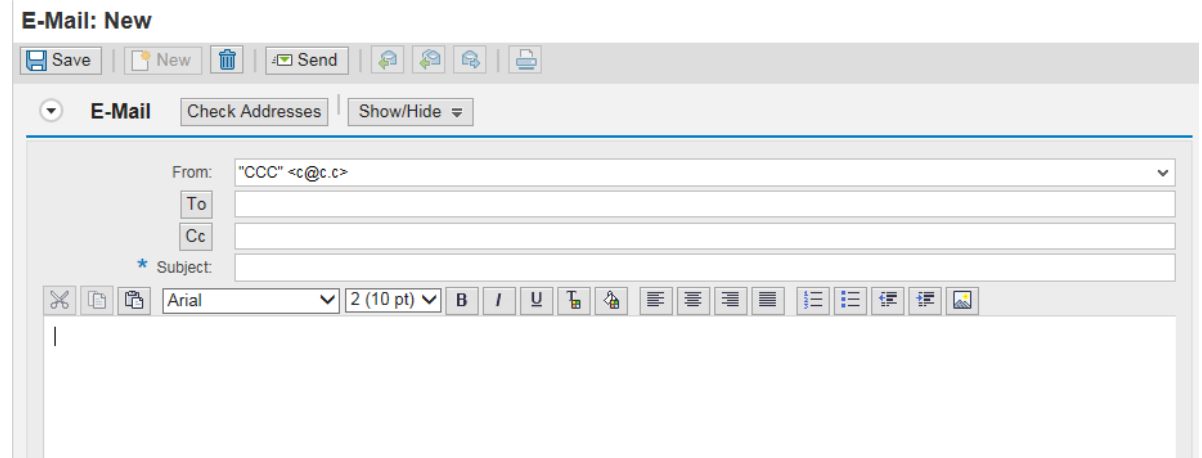 E-Mail: New
Save New Send
E-Mail Check Addresses Show/Hide
From: "CCC" <c@c.c>
To
Cc
* Subject:
Arial 2 (10 pt) B I U T